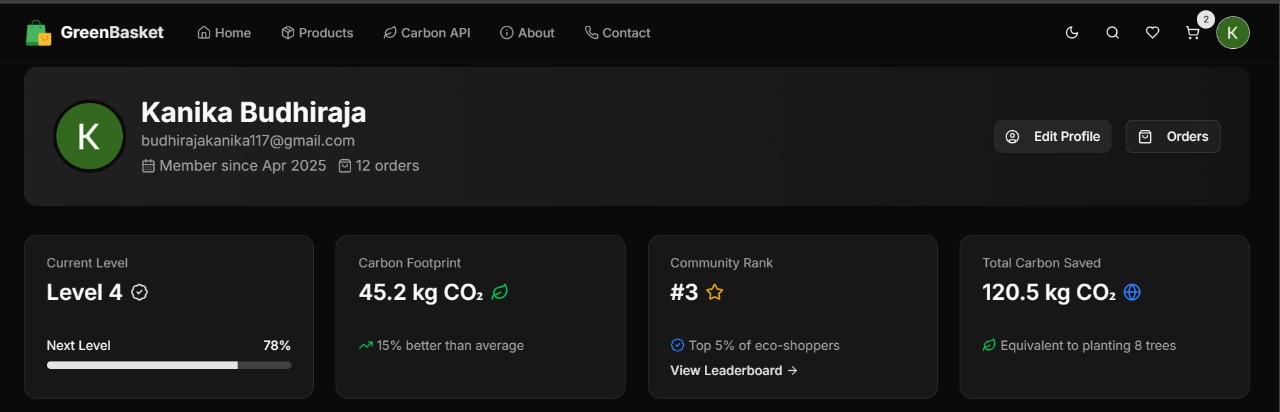 GreenBasket Home Products Carbon API About Contact 2 K
K
Kanika Budhiraja
budhirajakanika117@gmail.com
Member since Apr 2025 12 orders
Edit Profile Orders
Current Level
Level 4
Next Level 78%
Carbon Footprint
45.2 kg CO₂
15% better than average
Community Rank
#3
Top 5% of eco-shoppers
View Leaderboard →
Total Carbon Saved
120.5 kg CO₂
Equivalent to planting 8 trees